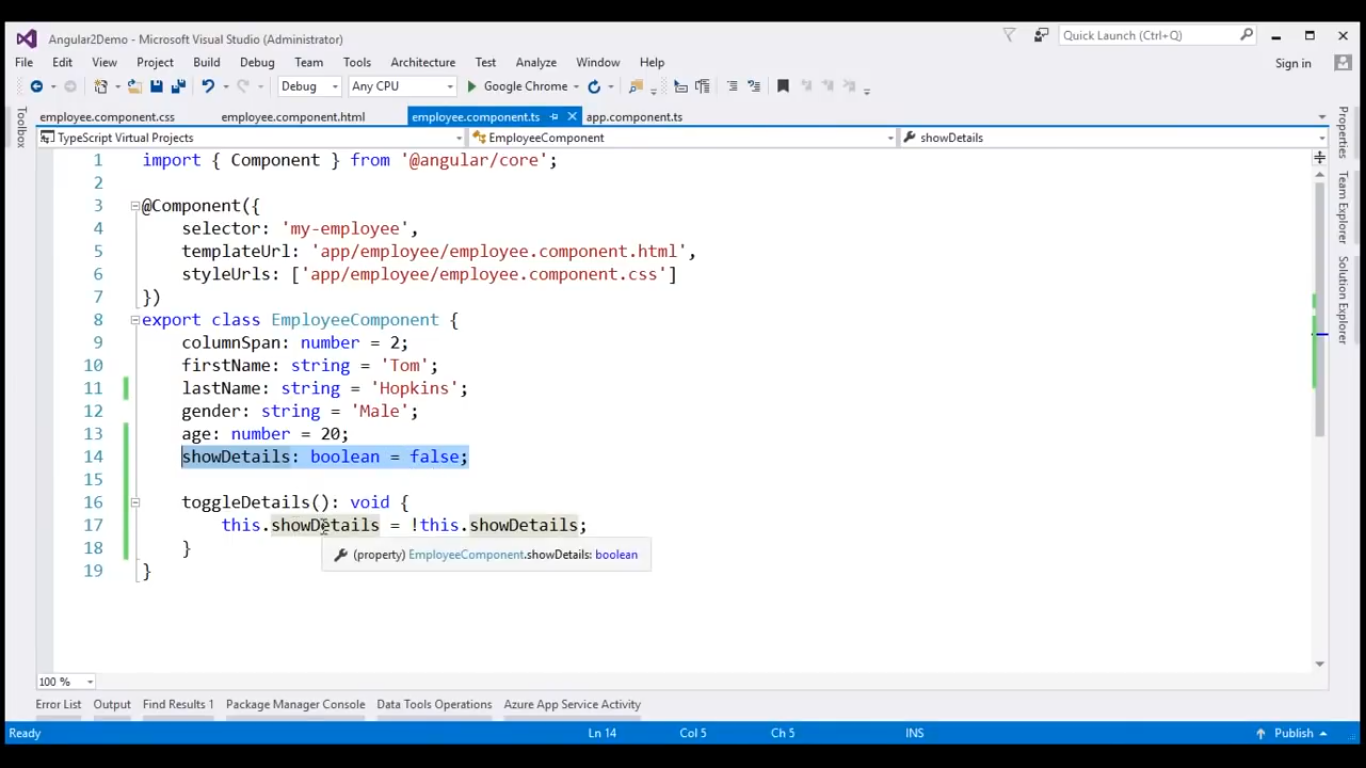 Angular2Demo - Microsoft Visual Studio (Administrator)
Quick Launch (Ctrl+Q)
File Edit View Project Build Debug Team Tools Architecture Test Analyze Window Help
Sign in
Debug Any CPU Google Chrome
Toolbox
employee.component.css employee.component.html employee.component.ts app.component.ts
TypeScript Virtual Projects EmployeeComponent showDetails
1 import { Component } from '@angular/core';
2
3 @Component({
4 selector: 'my-employee',
5 templateUrl: 'app/employee/employee.component.html',
6 styleUrls: ['app/employee/employee.component.css']
7 })
8 export class EmployeeComponent {
9 columnSpan: number = 2;
10 firstName: string = 'Tom';
11 lastName: string = 'Hopkins';
12 gender: string = 'Male';
13 age: number = 20;
14 showDetails: boolean = false;
15
16 toggleDetails(): void {
17 this.showDetails = !this.showDetails;
18 }
(property) EmployeeComponent.showDetails: boolean
19 }
Properties
Team Explorer
Solution Explorer
100 %
Error List Output Find Results 1 Package Manager Console Data Tools Operations Azure App Service Activity
Ready Ln 14 Col 5 Ch 5 INS Publish